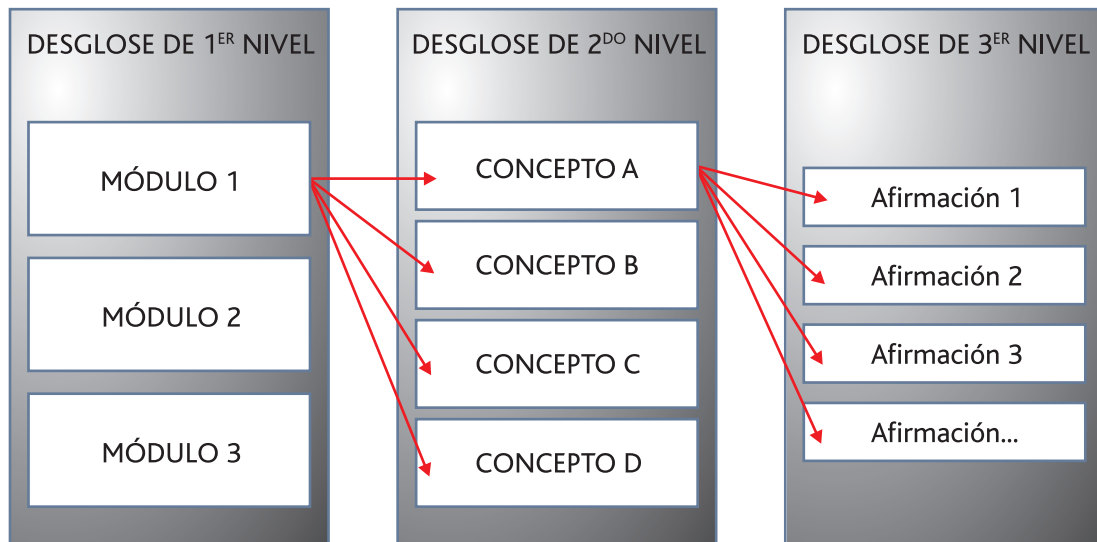 DESGLOSE DE 1ER NIVEL
MÓDULO 1
MÓDULO 2
MÓDULO 3
DESGLOSE DE 2DO NIVEL
CONCEPTO A
CONCEPTO B
CONCEPTO C
CONCEPTO D
DESGLOSE DE 3ER NIVEL
Afirmación 1
Afirmación 2
Afirmación 3
Afirmación...